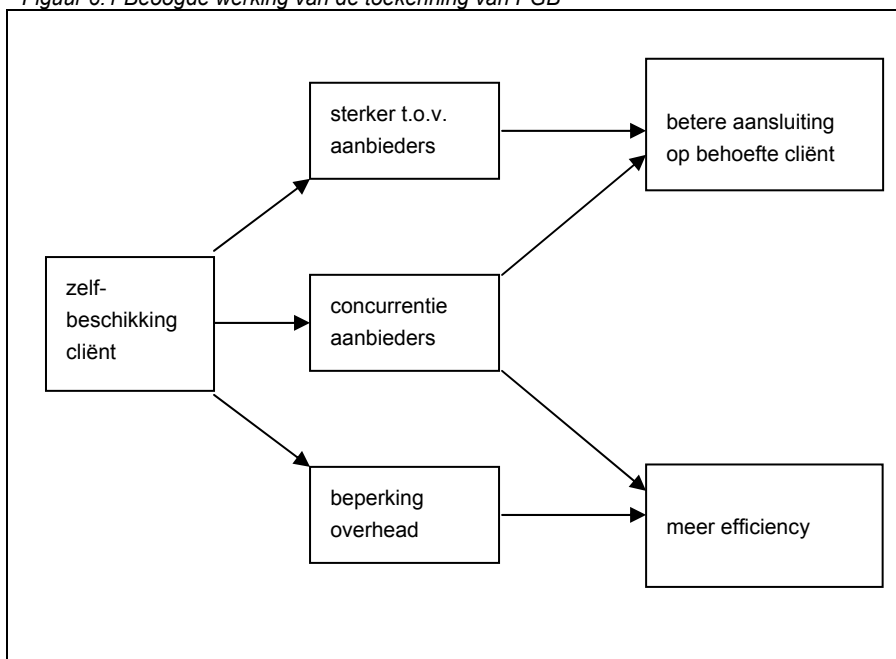 Figuur 6.1 Beoogde werking van de toekenning van PGB
sterker t.o.v.
aanbieders
betere aansluiting
op behoefte cliënt
zelf-
beschikking
cliënt
concurrentie
aanbieders
beperking
overhead
meer efficiency